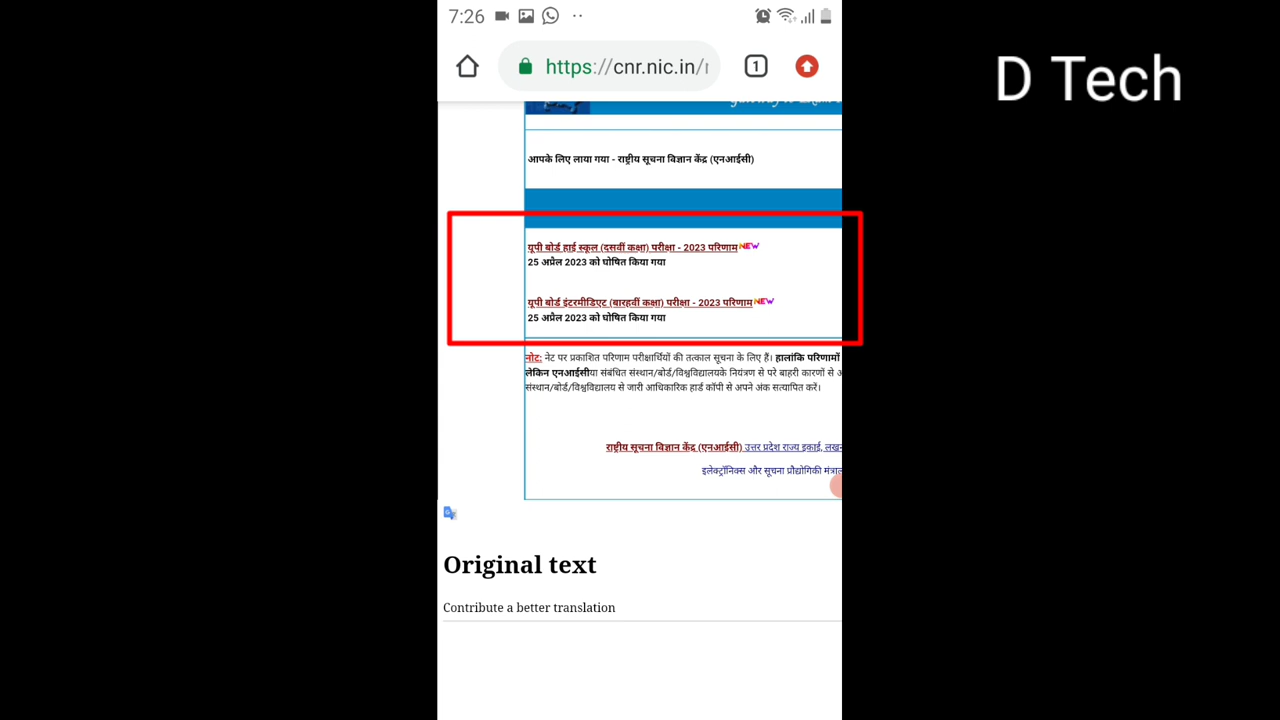 7:26
D Tech
https://cnr.nic.in/r
1
आपके लिए लाया गया - राष्ट्रीय सूचना विज्ञान केंद्र (एनआईसी)
यूपी बोर्ड हाई स्कूल (दसवीं कक्षा) परीक्षा - 2023 परिणाम NEW
25 अप्रैल 2023 को घोषित किया गया
यूपी बोर्ड इंटरमीडिएट (बारहवीं कक्षा) परीक्षा - 2023 परिणाम NEW
25 अप्रैल 2023 को घोषित किया गया
नोट: नेट पर प्रकाशित परिणाम परीक्षार्थियों की तत्काल सूचना के लिए हैं। हालांकि परिणामों
लेकिन एनआईसीया संबंधित संस्थान/बोर्ड/विश्वविद्यालयके नियंत्रण से परे बाहरी कारणों से
संस्थान/बोर्ड/विश्वविद्यालय से जारी आधिकारिक हार्ड कॉपी से अपने अंक सत्यापित करें।
राष्ट्रीय सूचना विज्ञान केंद्र (एनआईसी) उत्तर प्रदेश राज्य इकाई,
इलेक्ट्रॉनिक्स और सूचना प्रौद्योगिकी
Original text
Contribute a better translation